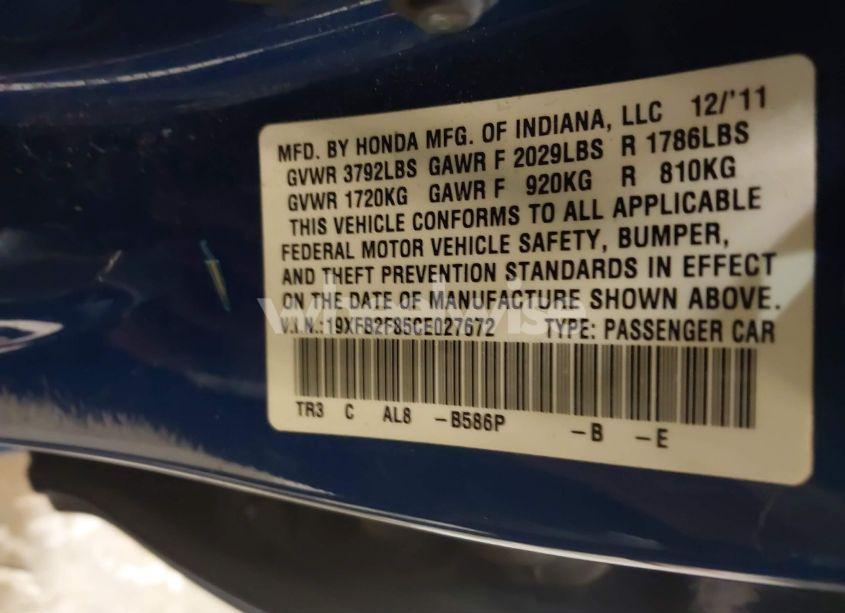 MFD. BY HONDA MFG. OF INDIANA, LLC 12/'11
GVWR 3792LBS GAWR F 2029LBS R 1786LBS
GVWR 1720KG GAWR F 920KG R 810KG
THIS VEHICLE CONFORMS TO ALL APPLICABLE
FEDERAL MOTOR VEHICLE SAFETY, BUMPER,
AND THEFT PREVENTION STANDARDS IN EFFECT
ON THE DATE OF MANUFACTURE SHOWN ABOVE.
wheelwise
V.I.N.:19XFB2F85CE027672 TYPE: PASSENGER CAR
TR3 C AL8 -B586P -B -E